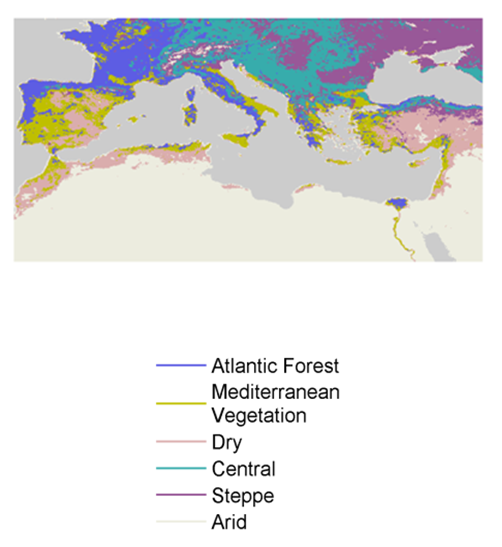 Atlantic Forest
Mediterranean
Vegetation
Dry
Central
Steppe
Arid